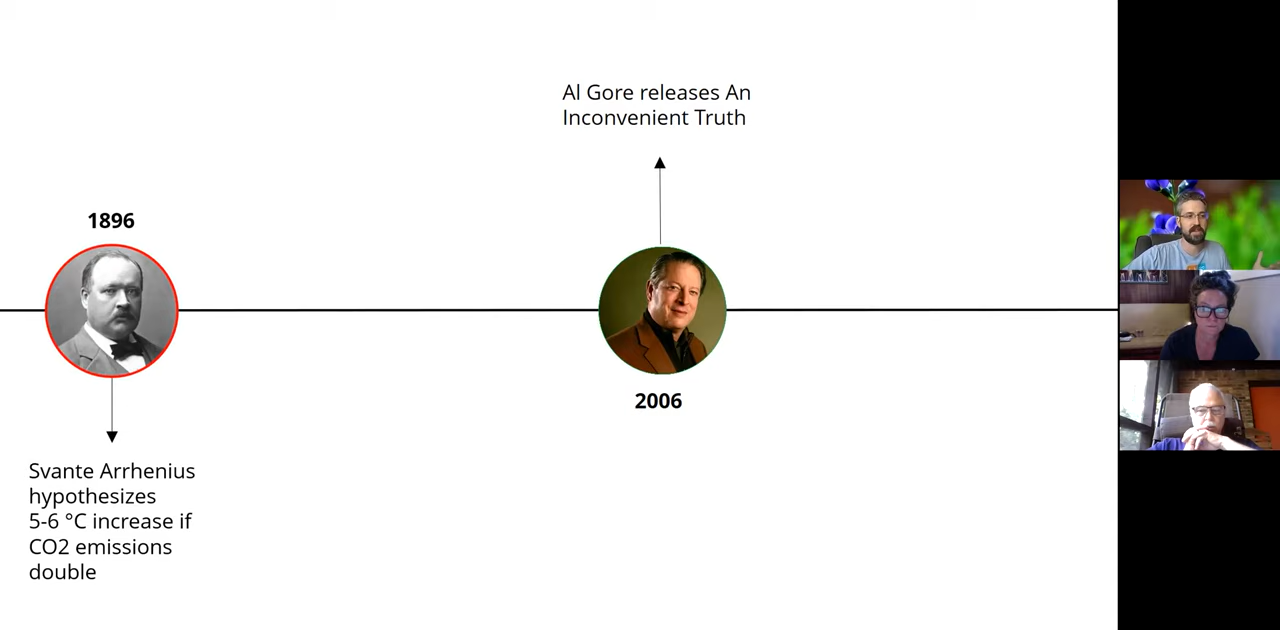 Al Gore releases An
Inconvenient Truth
1896
2006
Svante Arrhenius
hypothesizes
5-6 °C increase if
CO2 emissions
double